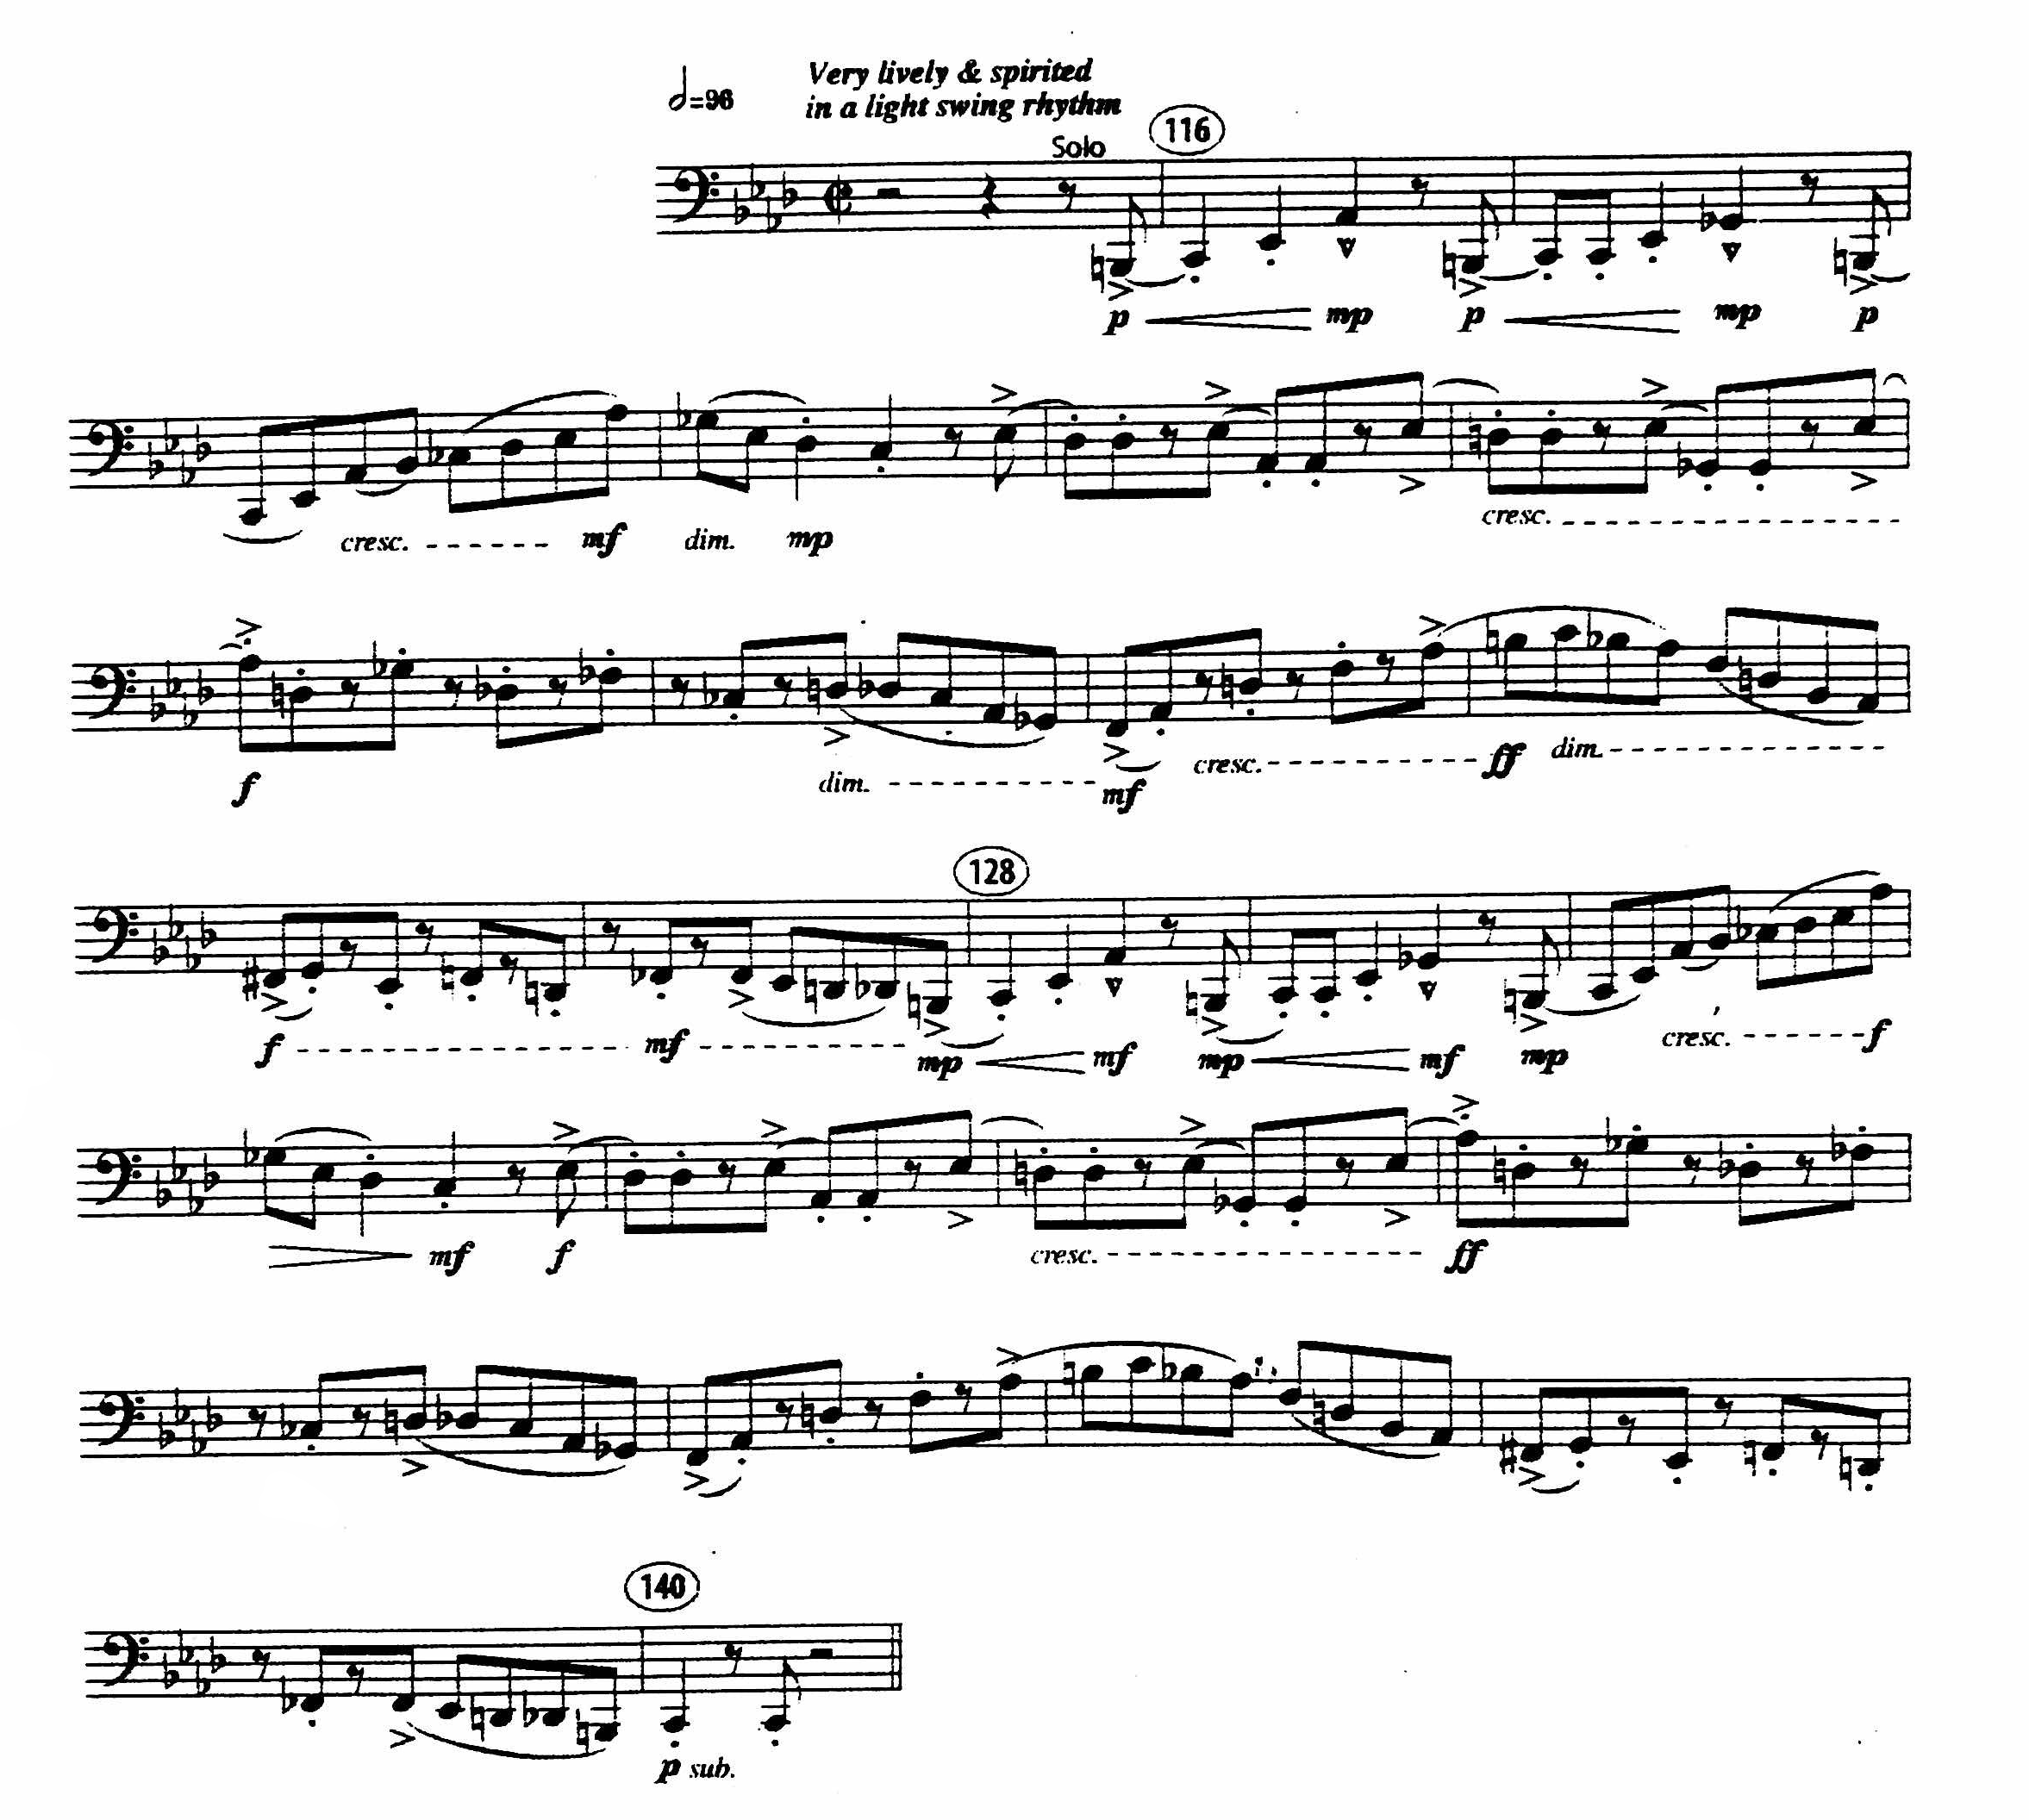 𝅗𝅥=96
Very lively & spirited
in a light swing rhythm
Solo
116
p mp p mp p
cresc. mf dim. mp cresc.
f dim. mf cresc. ff dim.
128
f mf mp mf mp mf mp cresc. f
mf f cresc. ff
140
p sub.